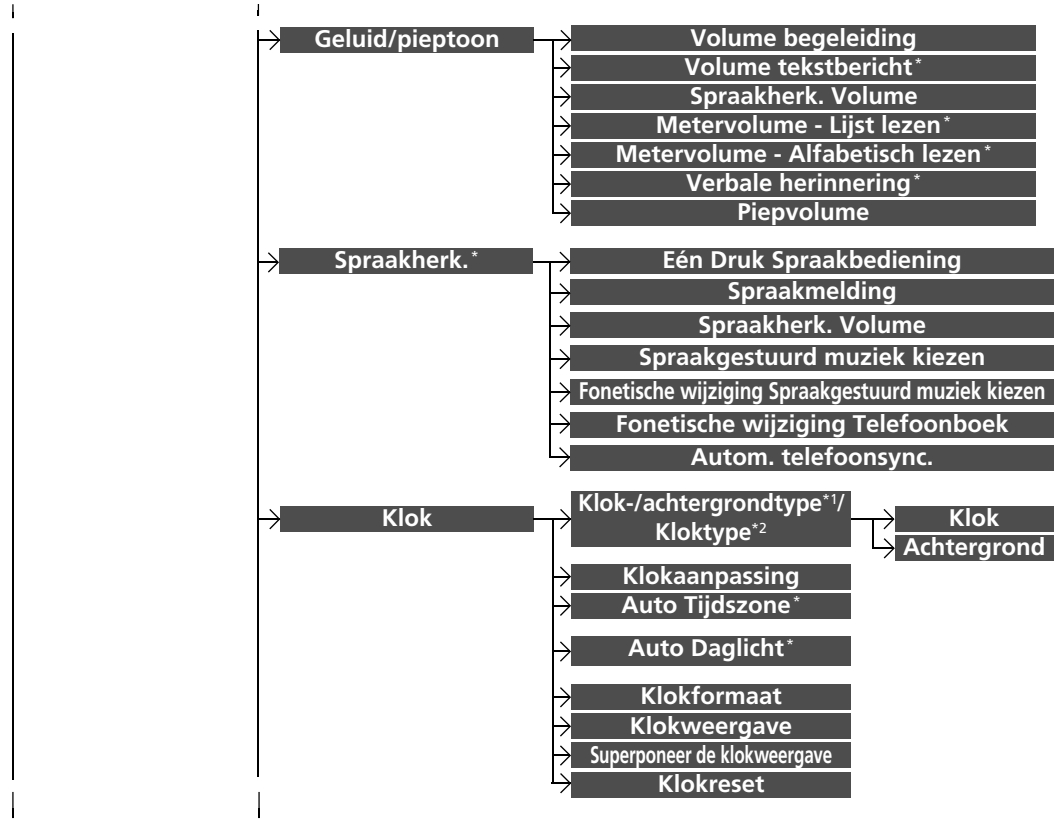 Geluid/pieptoon
Volume begeleiding
Volume tekstbericht*
Spraakherk. Volume
Metervolume - Lijst lezen*
Metervolume - Alfabetisch lezen*
Verbale herinnering*
Piepvolume
Spraakherk.*
Eén Druk Spraakbediening
Spraakmelding
Spraakherk. Volume
Spraakgestuurd muziek kiezen
Fonetische wijziging Spraakgestuurd muziek kiezen
Fonetische wijziging Telefoonboek
Autom. telefoonsync.
Klok
Klok-/achtergrondtype*1/
Kloktype*2
Klok
Achtergrond
Klokaanpassing
Auto Tijdszone*
Auto Daglicht*
Klokformaat
Klokweergave
Superponeer de klokweergave
Klokreset